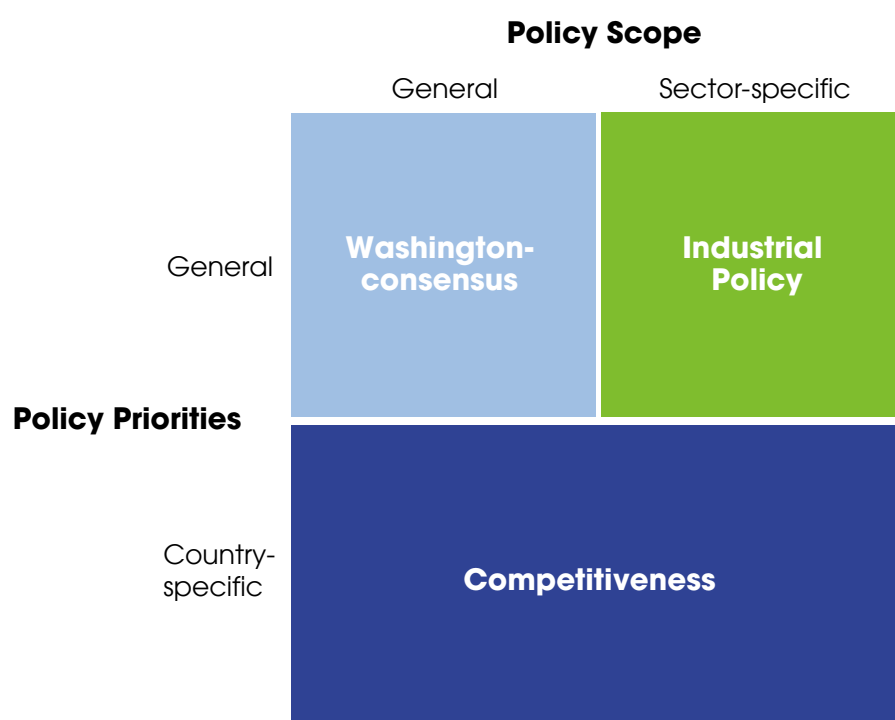 Policy Scope
General
Sector-specific
General
Washington-
consensus
Industrial
Policy
Policy Priorities
Country-
specific
Competitiveness